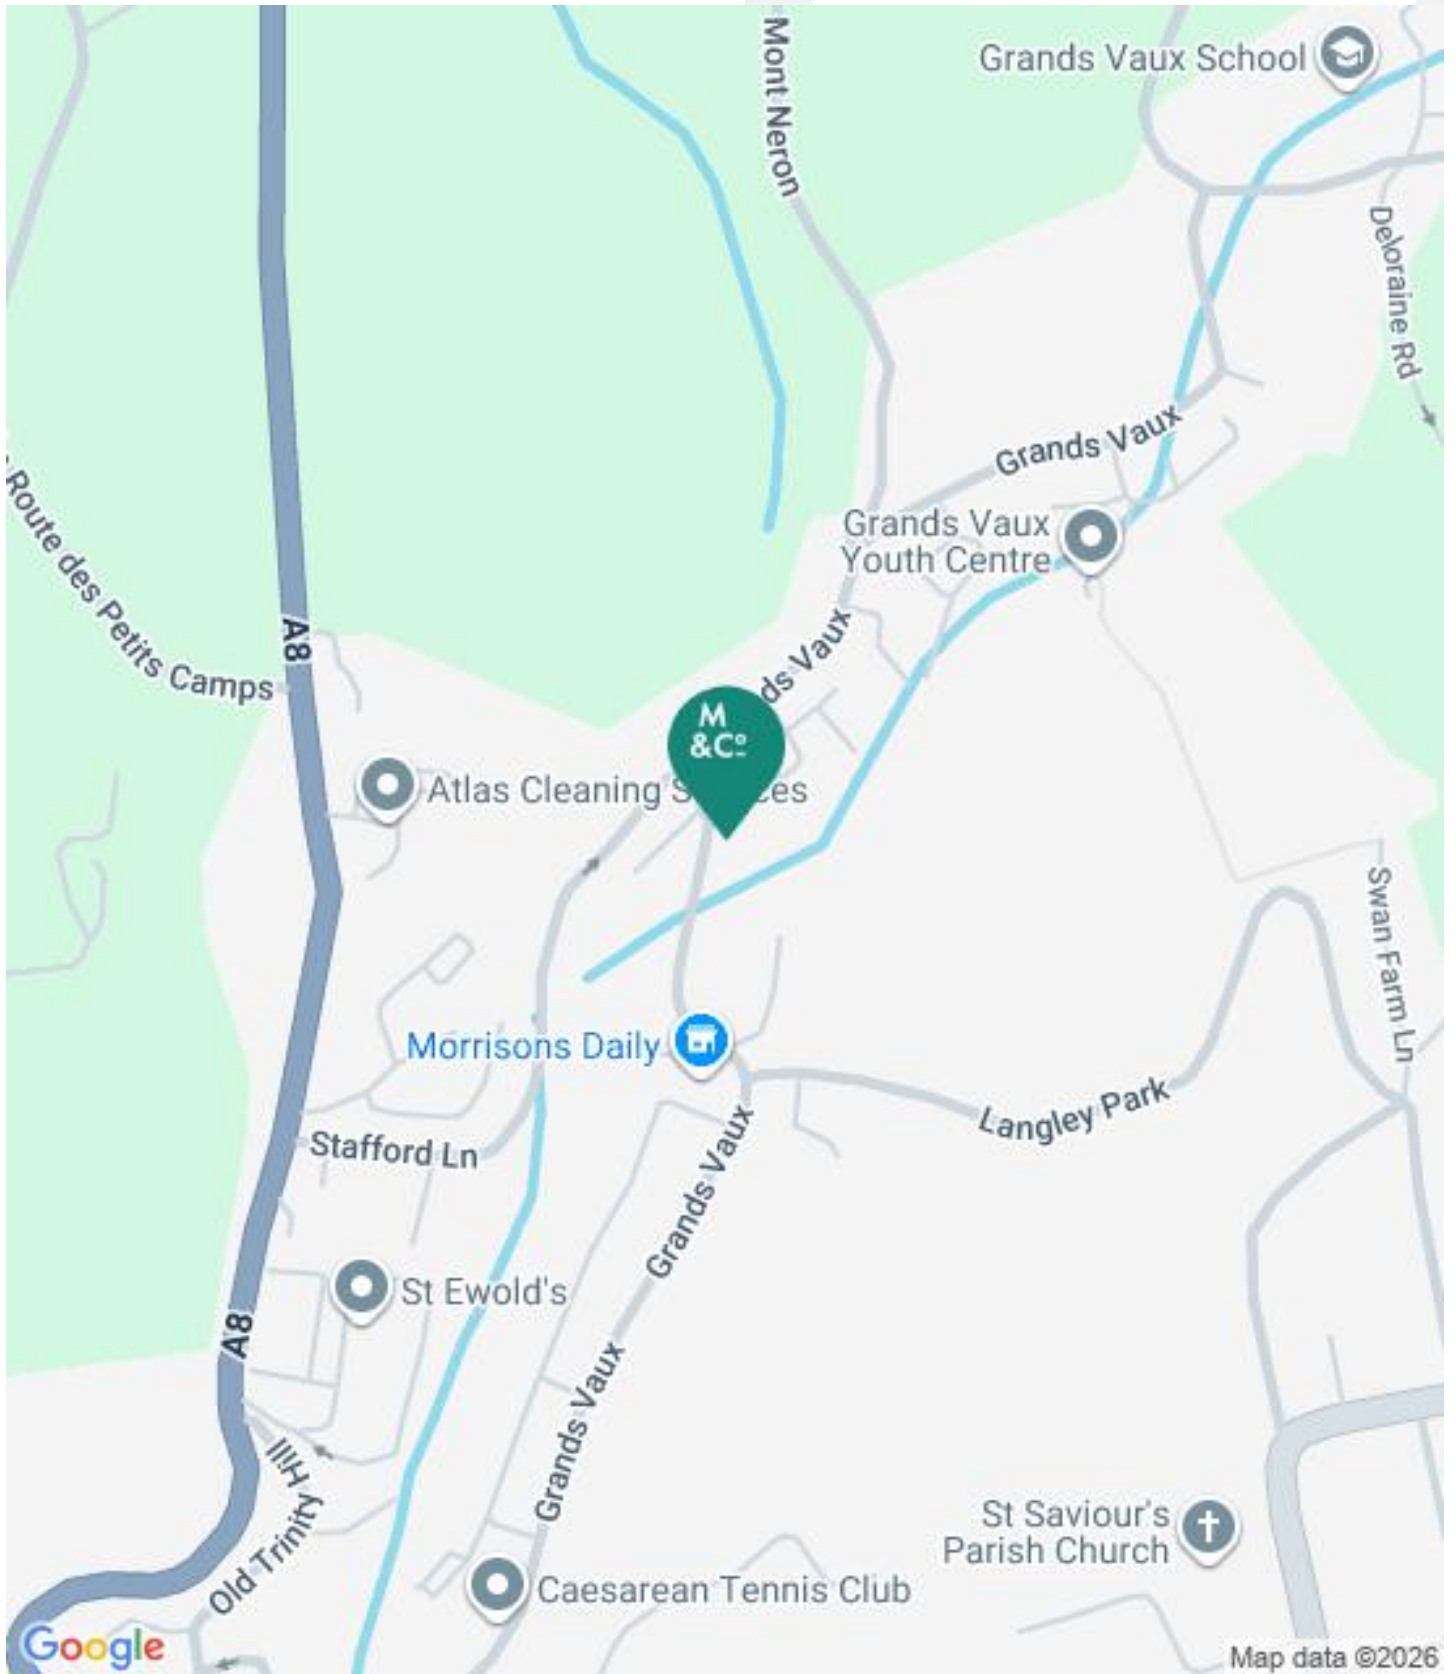 Mont Neron
Grands Vaux School
Deloraine Rd
Grands Vaux
Route des Petits Camps
A8
Grands Vaux
Youth Centre
ds Vaux
M
&Cº
Atlas Cleaning S
ces
Swan Farm Ln
Morrisons Daily
Langley Park
Stafford Ln
Grands Vaux
St Ewold's
A8
Grands Vaux
Old Trinity Hill
St Saviour's
Parish Church
Caesarean Tennis Club
Google
Map data ©2026